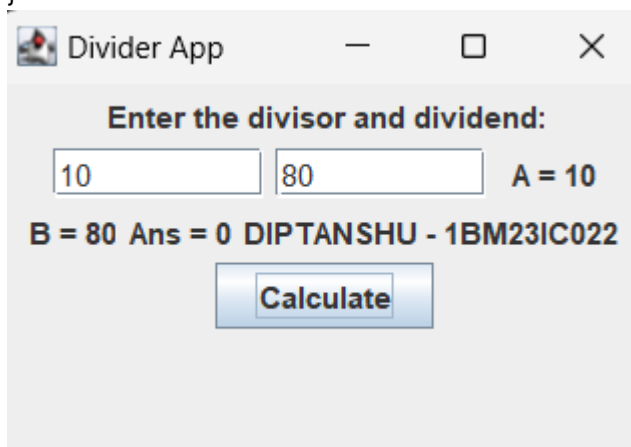 }
Divider App
Enter the divisor and dividend:
10 80 A = 10
B = 80 Ans = 0 DIPTANSHU - 1BM23IC022
Calculate